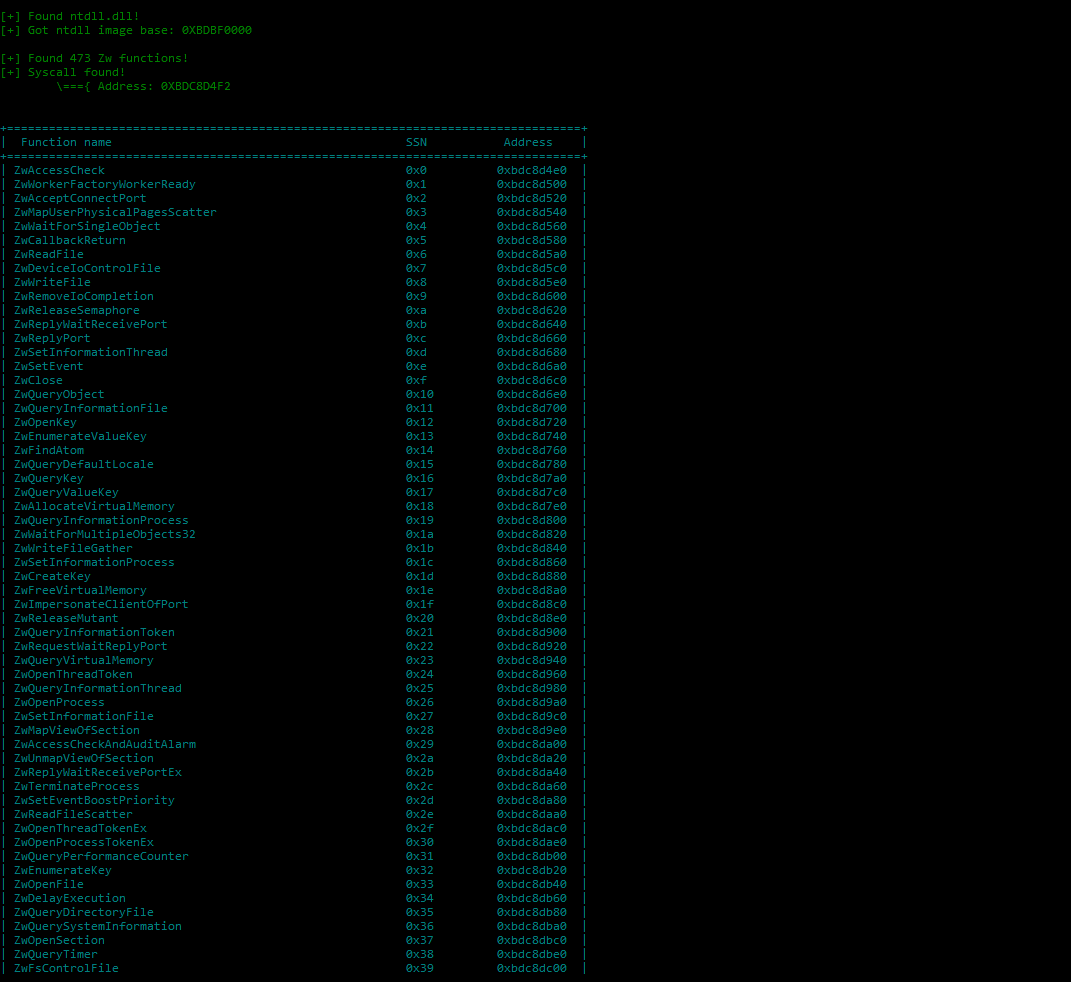 [+] Found ntdll.dll!
[+] Got ntdll image base: 0XBDBF0000
[+] Found 473 Zw functions!
[+] Syscall found!
\==={ Address: 0XBDC8D4F2
+==================================================================================+
| Function name SSN Address |
+==================================================================================+
| ZwAccessCheck 0x0 0xbdc8d4e0 |
| ZwWorkerFactoryWorkerReady 0x1 0xbdc8d500 |
| ZwAcceptConnectPort 0x2 0xbdc8d520 |
| ZwMapUserPhysicalPagesScatter 0x3 0xbdc8d540 |
| ZwWaitForSingleObject 0x4 0xbdc8d560 |
| ZwCallbackReturn 0x5 0xbdc8d580 |
| ZwReadFile 0x6 0xbdc8d5a0 |
| ZwDeviceIoControlFile 0x7 0xbdc8d5c0 |
| ZwWriteFile 0x8 0xbdc8d5e0 |
| ZwRemoveIoCompletion 0x9 0xbdc8d600 |
| ZwReleaseSemaphore 0xa 0xbdc8d620 |
| ZwReplyWaitReceivePort 0xb 0xbdc8d640 |
| ZwReplyPort 0xc 0xbdc8d660 |
| ZwSetInformationThread 0xd 0xbdc8d680 |
| ZwSetEvent 0xe 0xbdc8d6a0 |
| ZwClose 0xf 0xbdc8d6c0 |
| ZwQueryObject 0x10 0xbdc8d6e0 |
| ZwQueryInformationFile 0x11 0xbdc8d700 |
| ZwOpenKey 0x12 0xbdc8d720 |
| ZwEnumerateValueKey 0x13 0xbdc8d740 |
| ZwFindAtom 0x14 0xbdc8d760 |
| ZwQueryDefaultLocale 0x15 0xbdc8d780 |
| ZwQueryKey 0x16 0xbdc8d7a0 |
| ZwQueryValueKey 0x17 0xbdc8d7c0 |
| ZwAllocateVirtualMemory 0x18 0xbdc8d7e0 |
| ZwQueryInformationProcess 0x19 0xbdc8d800 |
| ZwWaitForMultipleObjects32 0x1a 0xbdc8d820 |
| ZwWriteFileGather 0x1b 0xbdc8d840 |
| ZwSetInformationProcess 0x1c 0xbdc8d860 |
| ZwCreateKey 0x1d 0xbdc8d880 |
| ZwFreeVirtualMemory 0x1e 0xbdc8d8a0 |
| ZwImpersonateClientOfPort 0x1f 0xbdc8d8c0 |
| ZwReleaseMutant 0x20 0xbdc8d8e0 |
| ZwQueryInformationToken 0x21 0xbdc8d900 |
| ZwRequestWaitReplyPort 0x22 0xbdc8d920 |
| ZwQueryVirtualMemory 0x23 0xbdc8d940 |
| ZwOpenThreadToken 0x24 0xbdc8d960 |
| ZwQueryInformationThread 0x25 0xbdc8d980 |
| ZwOpenProcess 0x26 0xbdc8d9a0 |
| ZwSetInformationFile 0x27 0xbdc8d9c0 |
| ZwMapViewOfSection 0x28 0xbdc8d9e0 |
| ZwAccessCheckAndAuditAlarm 0x29 0xbdc8da00 |
| ZwUnmapViewOfSection 0x2a 0xbdc8da20 |
| ZwReplyWaitReceivePortEx 0x2b 0xbdc8da40 |
| ZwTerminateProcess 0x2c 0xbdc8da60 |
| ZwSetEventBoostPriority 0x2d 0xbdc8da80 |
| ZwReadFileScatter 0x2e 0xbdc8daa0 |
| ZwOpenThreadTokenEx 0x2f 0xbdc8dac0 |
| ZwOpenProcessTokenEx 0x30 0xbdc8dae0 |
| ZwQueryPerformanceCounter 0x31 0xbdc8db00 |
| ZwEnumerateKey 0x32 0xbdc8db20 |
| ZwOpenFile 0x33 0xbdc8db40 |
| ZwDelayExecution 0x34 0xbdc8db60 |
| ZwQueryDirectoryFile 0x35 0xbdc8db80 |
| ZwQuerySystemInformation 0x36 0xbdc8dba0 |
| ZwOpenSection 0x37 0xbdc8dbc0 |
| ZwQueryTimer 0x38 0xbdc8dbe0 |
| ZwFsControlFile 0x39 0xbdc8dc00 |